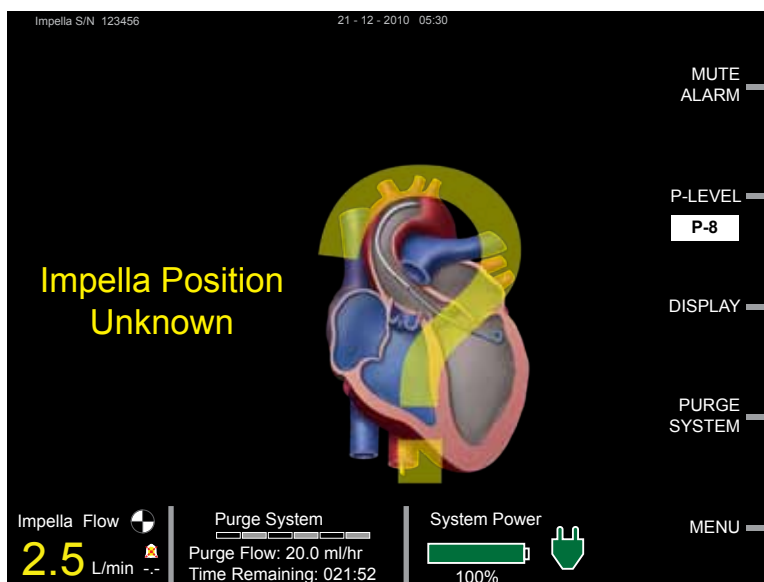 Impella S/N 123456
21 - 12 - 2010 05:30
MUTE
ALARM
P-LEVEL
P-8
Impella Position
Unknown
DISPLAY
PURGE
SYSTEM
MENU
Impella Flow
2.5 L/min -.-
Purge System
Purge Flow: 20.0 ml/hr
Time Remaining: 021:52
System Power
100%